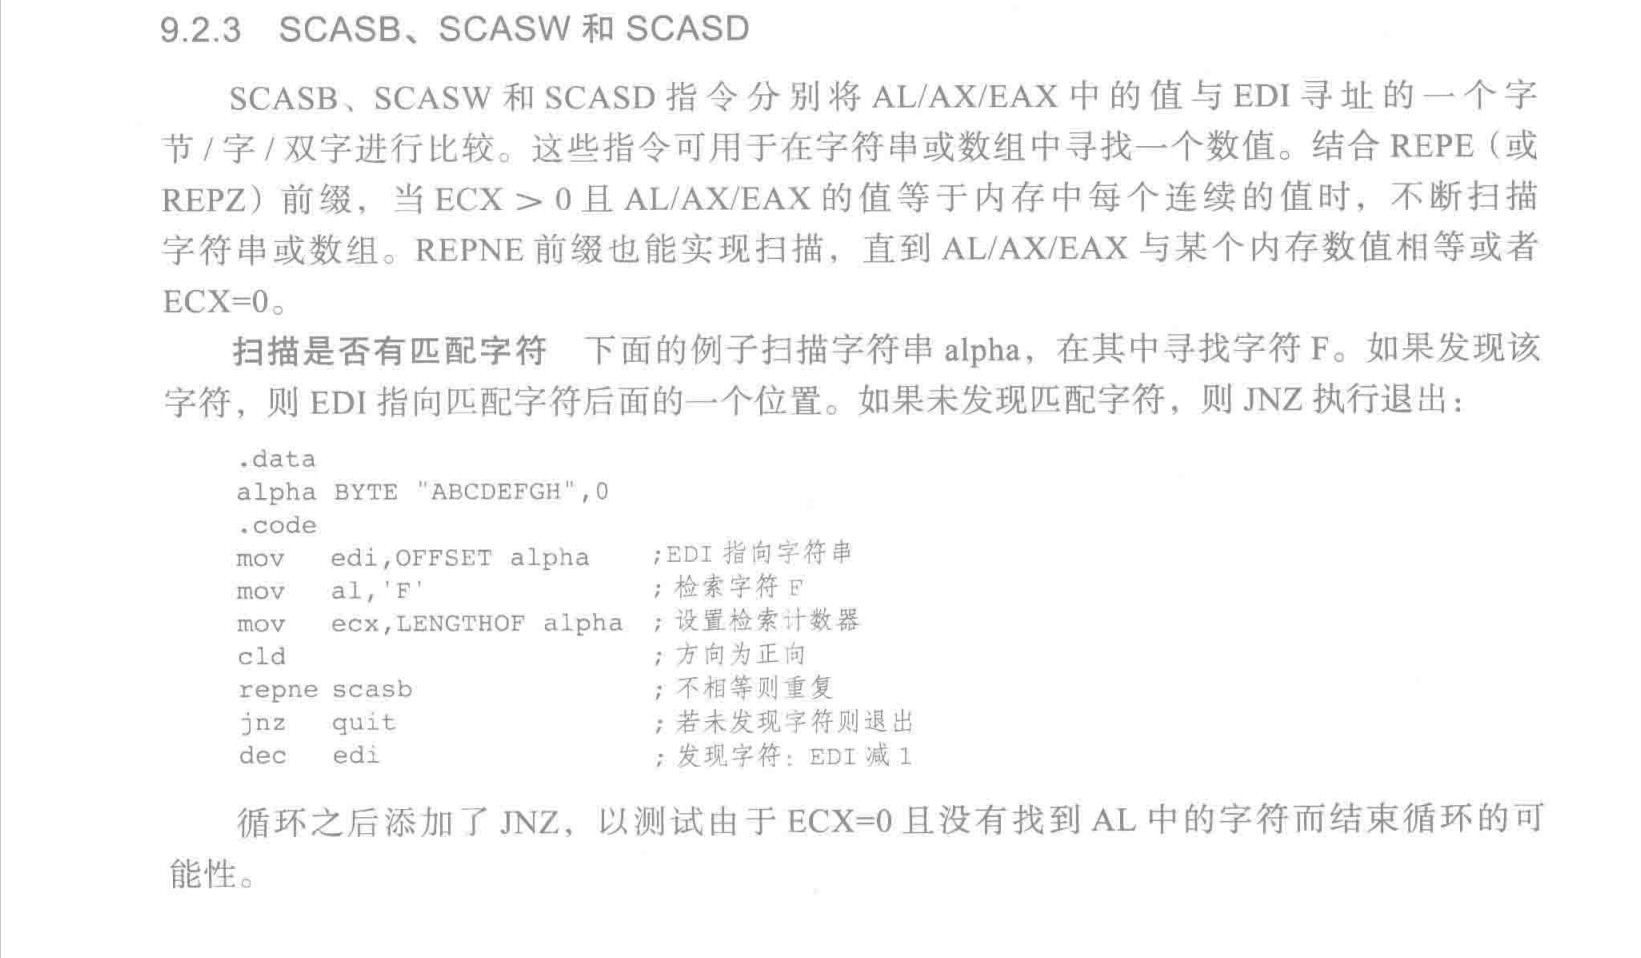 9.2.3 SCASB、SCASW 和 SCASD
SCASB、SCASW 和 SCASD 指令分别将 AL/AX/EAX 中的值与 EDI 寻址的一个字
节 / 字 / 双字进行比较。这些指令可用于在字符串或数组中寻找一个数值。结合 REPE（或
REPZ）前缀，当 ECX > 0 且 AL/AX/EAX 的值等于内存中每个连续的值时，不断扫描
字符串或数组。REPNE 前缀也能实现扫描，直到 AL/AX/EAX 与某个内存数值相等或者
ECX=0。
扫描是否有匹配字符 下面的例子扫描字符串 alpha，在其中寻找字符 F。如果发现该
字符，则 EDI 指向匹配字符后面的一个位置。如果未发现匹配字符，则 JNZ 执行退出：
.data
alpha BYTE "ABCDEFGH",0
.code
mov edi,OFFSET alpha ;EDI 指向字符串
mov al,'F' ; 检索字符 F
mov ecx,LENGTHOF alpha ; 设置检索计数器
cld ; 方向为正向
repne scasb ; 不相等则重复
jnz quit ; 若未发现字符则退出
dec edi ; 发现字符：EDI 减 1
循环之后添加了 JNZ，以测试由于 ECX=0 且没有找到 AL 中的字符而结束循环的可
能性。